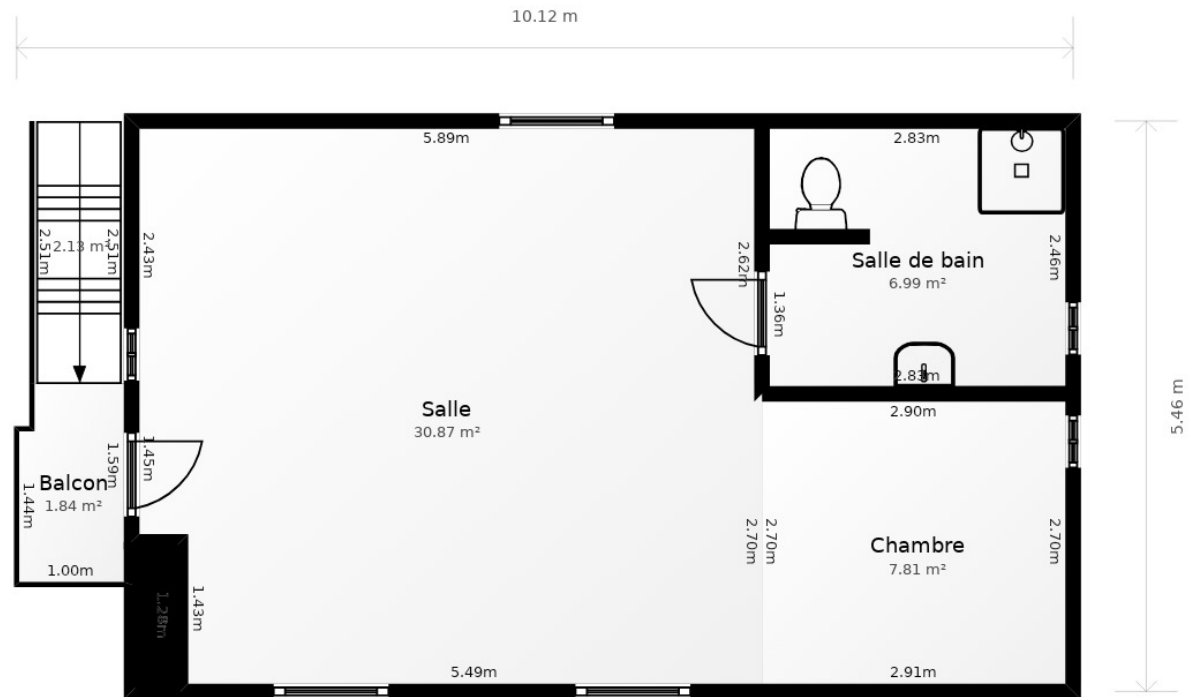 10.12 m
5.89m
2.83m
2.51m
2.13 m²
2.51m
2.43m
2.62m
2.46m
Salle de bain
6.99 m²
1.36m
2.83m
5.46 m
Salle
30.87 m²
2.90m
1.59m
1.45m
Balcon
1.84 m²
1.44m
1.00m
2.70m
2.70m
2.70m
Chambre
7.81 m²
1.28m
1.43m
5.49m
2.91m